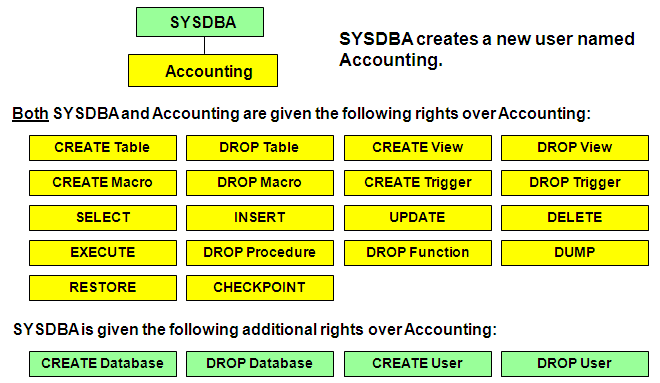 SYSDBA
SYSDBA creates a new user named
Accounting.
Accounting
Both SYSDBA and Accounting are given the following rights over Accounting:
CREATE Table DROP Table CREATE View DROP View
CREATE Macro DROP Macro CREATE Trigger DROP Trigger
SELECT INSERT UPDATE DELETE
EXECUTE DROP Procedure DROP Function DUMP
RESTORE CHECKPOINT
SYSDBA is given the following additional rights over Accounting:
CREATE Database DROP Database CREATE User DROP User